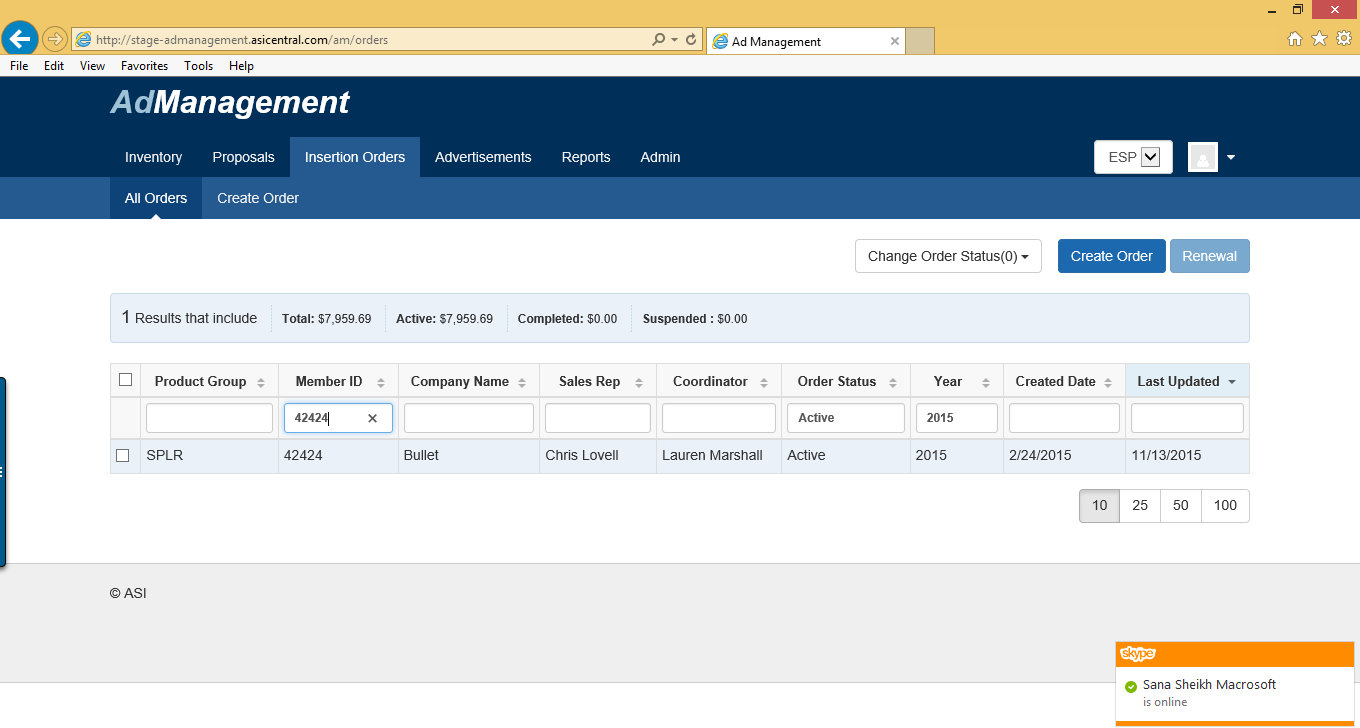 http://stage-admanagement.asicentral.com/am/orders
Ad Management
File Edit View Favorites Tools Help
AdManagement
Inventory Proposals Insertion Orders Advertisements Reports Admin ESP
All Orders Create Order
Change Order Status(0) Create Order Renewal
1 Results that include Total: $7,959.69 Active: $7,959.69 Completed: $0.00 Suspended : $0.00
Product Group Member ID Company Name Sales Rep Coordinator Order Status Year Created Date Last Updated
42424 Active 2015
SPLR 42424 Bullet Chris Lovell Lauren Marshall Active 2015 2/24/2015 11/13/2015
10 25 50 100
© ASI
skype
Sana Sheikh Macrosoft
is online